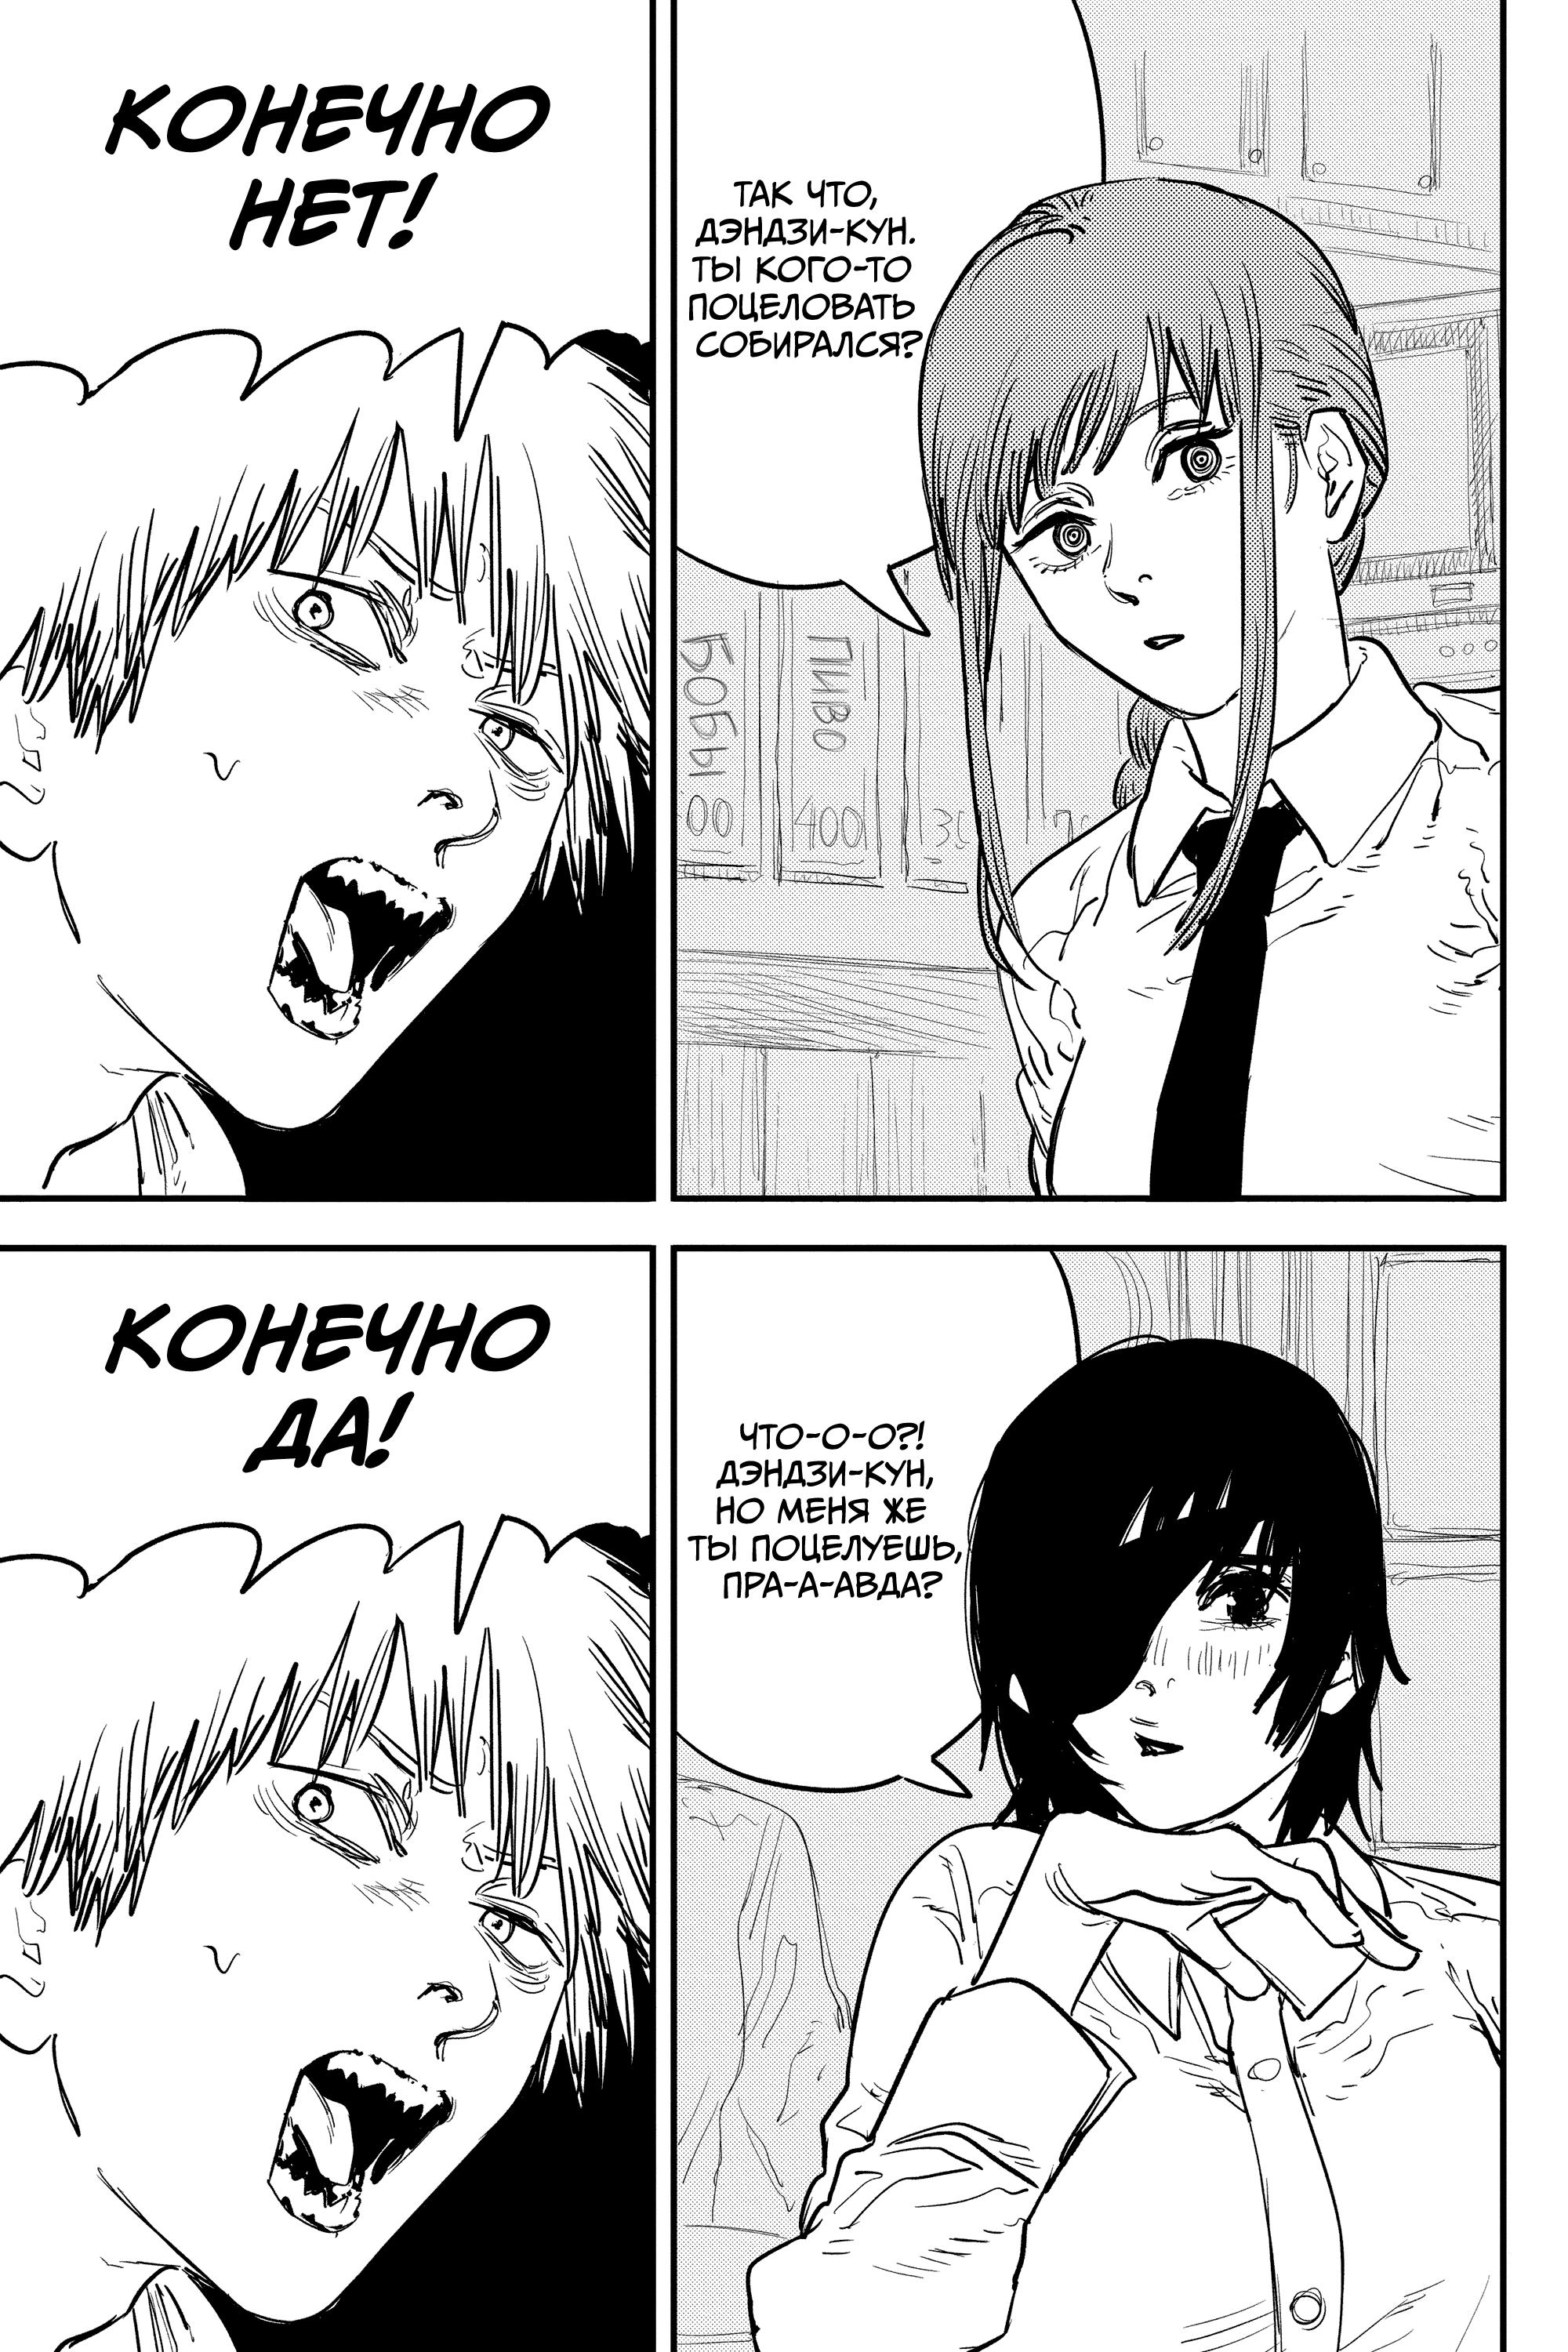 ТАК ЧТО,
ДЭНДЗИ-КУН.
ТЫ КОГО-ТО
ПОЦЕЛОВАТЬ
СОБИРАЛСЯ?
БОБЫ
00
ПИВО
400
КОНЕЧНО
НЕТ!
ЧТО-О-О?!
ДЭНДЗИ-КУН,
НО МЕНЯ ЖЕ
ТЫ ПОЦЕЛУЕШЬ,
ПРА-А-АВДА?
КОНЕЧНО
ДА!